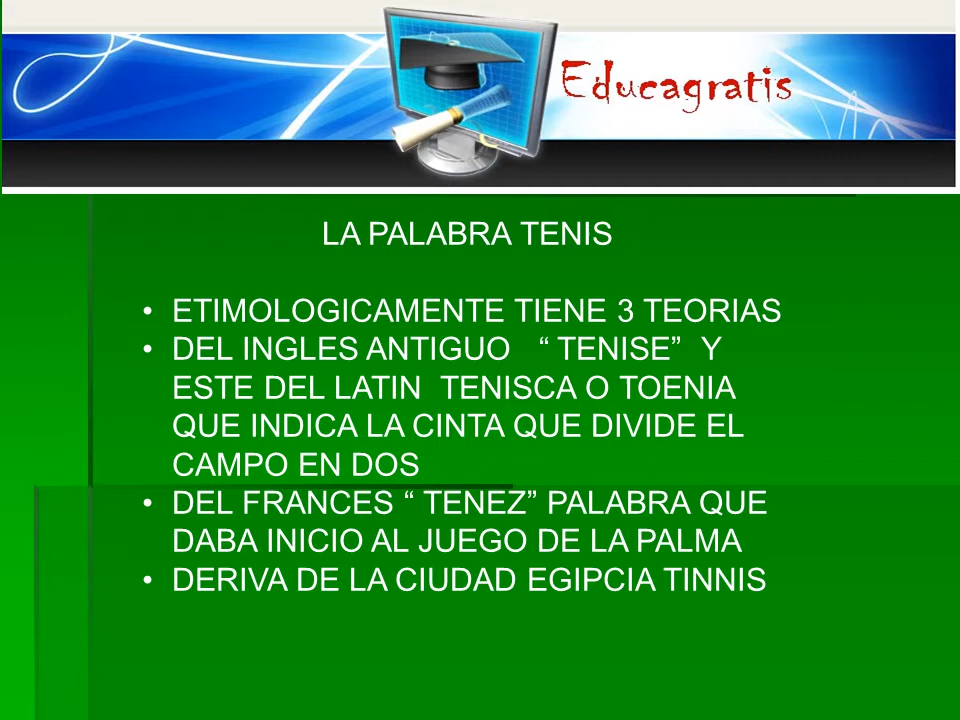 Educagratis
LA PALABRA TENIS
• ETIMOLOGICAMENTE TIENE 3 TEORIAS
• DEL INGLES ANTIGUO “ TENISE” Y
ESTE DEL LATIN TENISCA O TOENIA
QUE INDICA LA CINTA QUE DIVIDE EL
CAMPO EN DOS
• DEL FRANCES “ TENEZ” PALABRA QUE
DABA INICIO AL JUEGO DE LA PALMA
• DERIVA DE LA CIUDAD EGIPCIA TINNIS